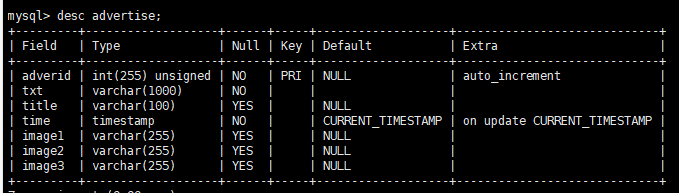 mysql> desc advertise;
+---------+------------------+------+-----+-------------------+-----------------------------+
| Field | Type | Null | Key | Default | Extra |
+---------+------------------+------+-----+-------------------+-----------------------------+
| adverid | int(255) unsigned | NO | PRI | NULL | auto_increment |
| txt | varchar(1000) | NO | | | |
| title | varchar(100) | YES | | NULL | |
| time | timestamp | NO | | CURRENT_TIMESTAMP | on update CURRENT_TIMESTAMP |
| image1 | varchar(255) | YES | | NULL | |
| image2 | varchar(255) | YES | | NULL | |
| image3 | varchar(255) | YES | | NULL | |
+---------+------------------+------+-----+-------------------+-----------------------------+